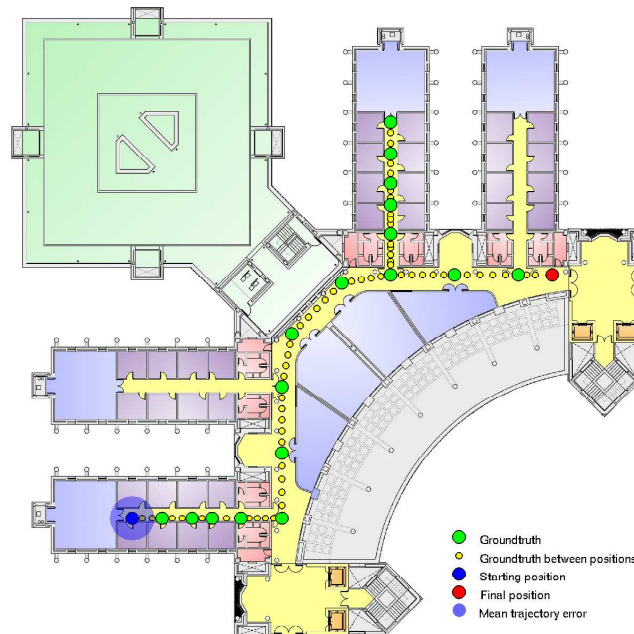 Groundtruth
Groundtruth between positions
Starting position
Final position
Mean trajectory error